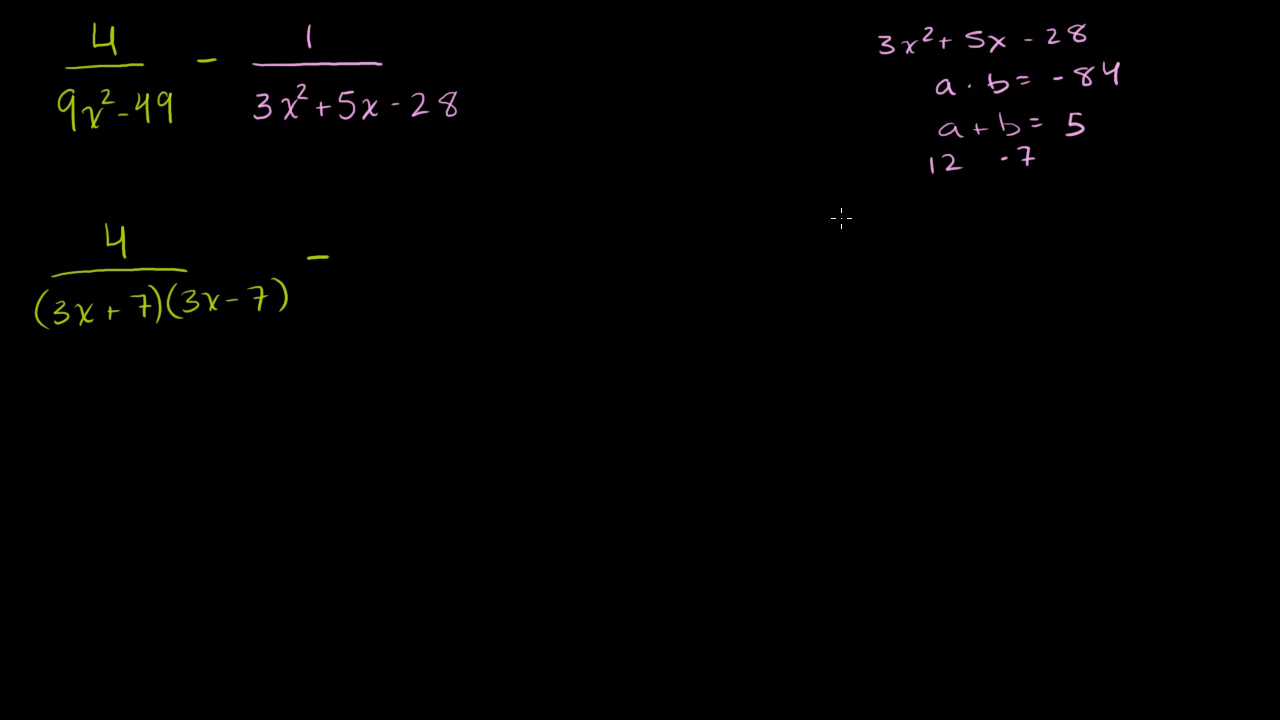 4/(9x² - 49) - 1/(3x² + 5x - 28)
4/((3x + 7)(3x - 7)) -
3x² + 5x - 28
a · b = -84
a + b = 5
12 -7